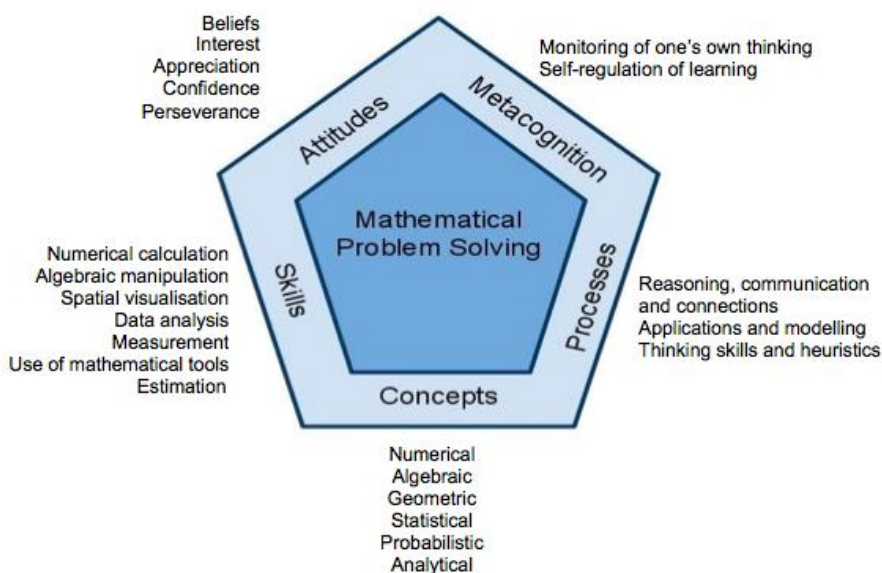 Beliefs
Interest
Appreciation
Confidence
Perseverance
Monitoring of one's own thinking
Self-regulation of learning
Attitudes
Metacognition
Mathematical
Problem Solving
Numerical calculation
Algebraic manipulation
Spatial visualisation
Data analysis
Measurement
Use of mathematical tools
Estimation
Skills
Processes
Reasoning, communication
and connections
Applications and modelling
Thinking skills and heuristics
Concepts
Numerical
Algebraic
Geometric
Statistical
Probabilistic
Analytical